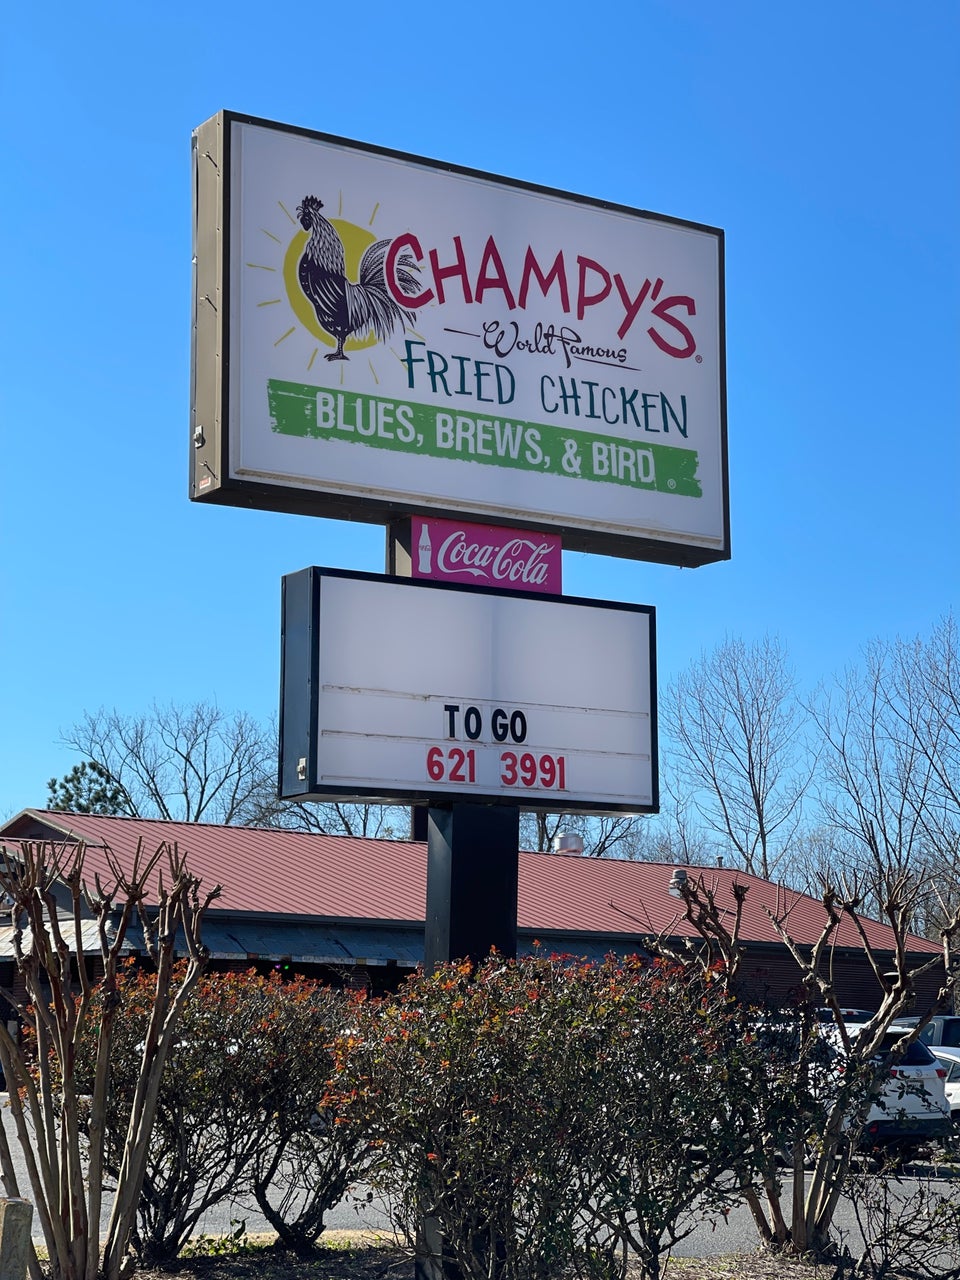 CHAMPY'S®
World Famous
FRIED CHICKEN
BLUES, BREWS, & BIRD®
Coca-Cola
TO GO
621 3991